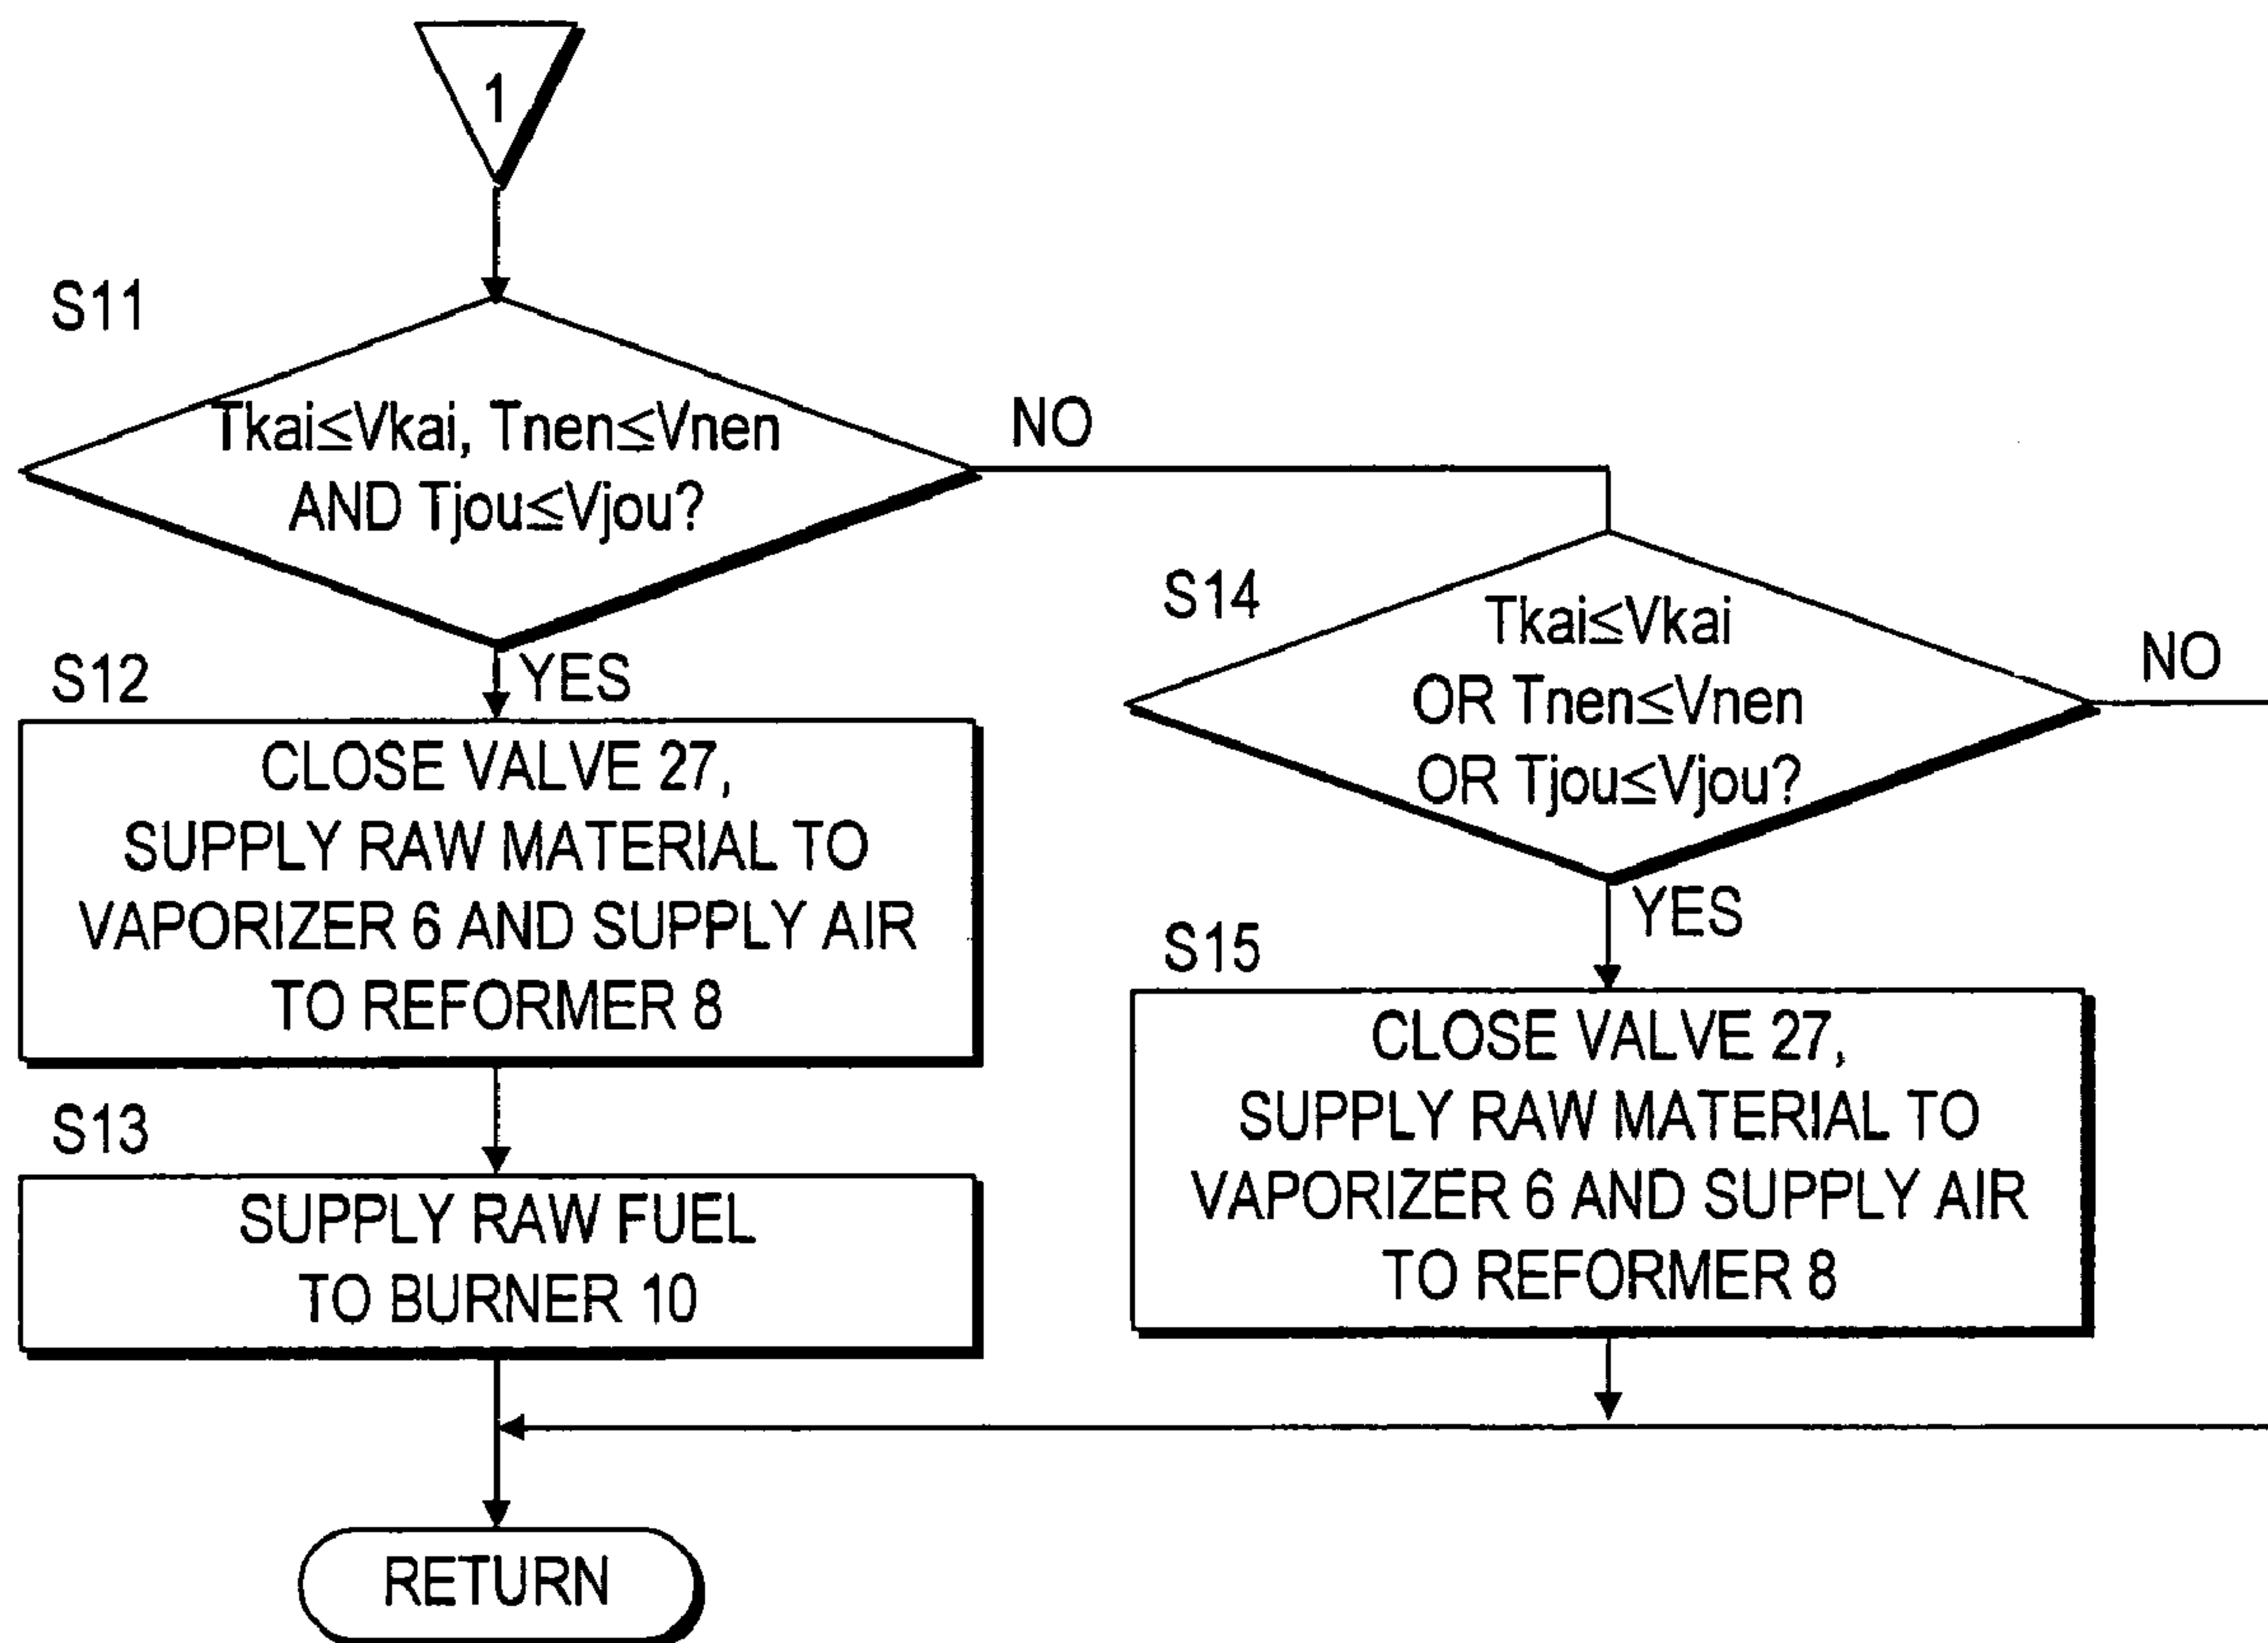 1
S11
Tkai≦Vkai, Tnen≦Vnen
AND Tjou≦Vjou?
NO
YES
S12
CLOSE VALVE 27,
SUPPLY RAW MATERIAL TO
VAPORIZER 6 AND SUPPLY AIR
TO REFORMER 8
S13
SUPPLY RAW FUEL
TO BURNER 10
S14
Tkai≦Vkai
OR Tnen≦Vnen
OR Tjou≦Vjou?
NO
YES
S15
CLOSE VALVE 27,
SUPPLY RAW MATERIAL TO
VAPORIZER 6 AND SUPPLY AIR
TO REFORMER 8
RETURN